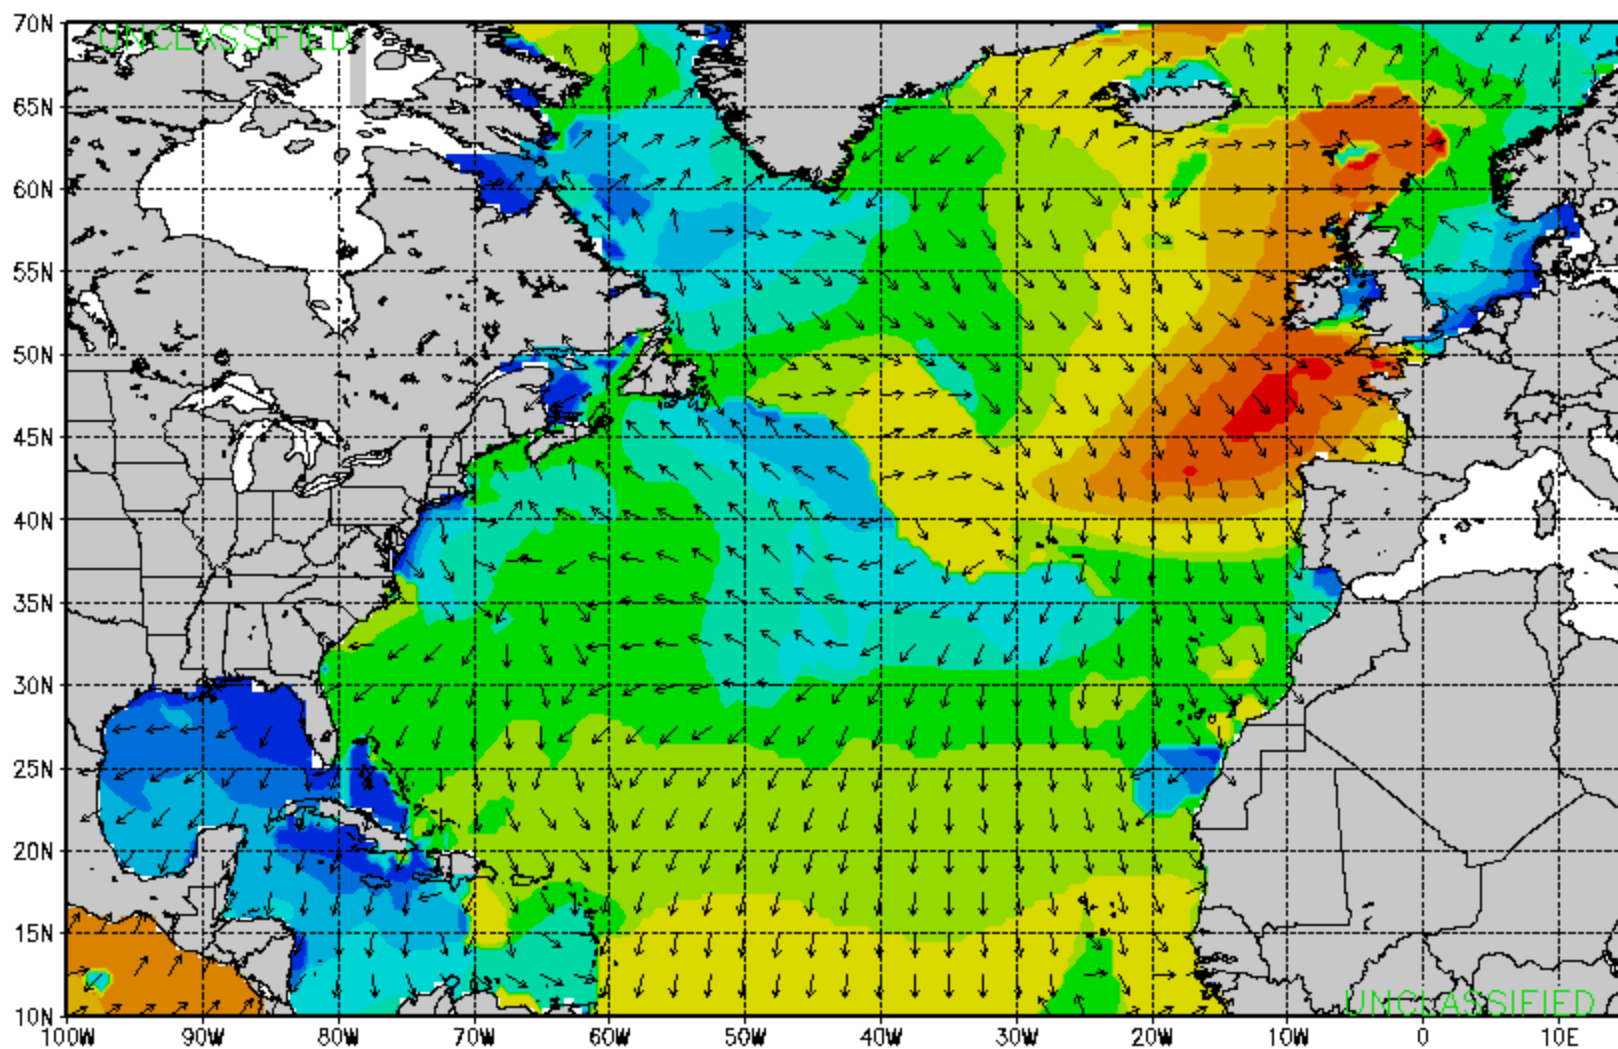 70N
UNCLASSIFIED
65N
60N
55N
50N
45N
40N
35N
30N
25N
20N
15N
UNCLASSIFIED
10N
100W 90W 80W 70W 60W 50W 40W 30W 20W 10W 0 10E